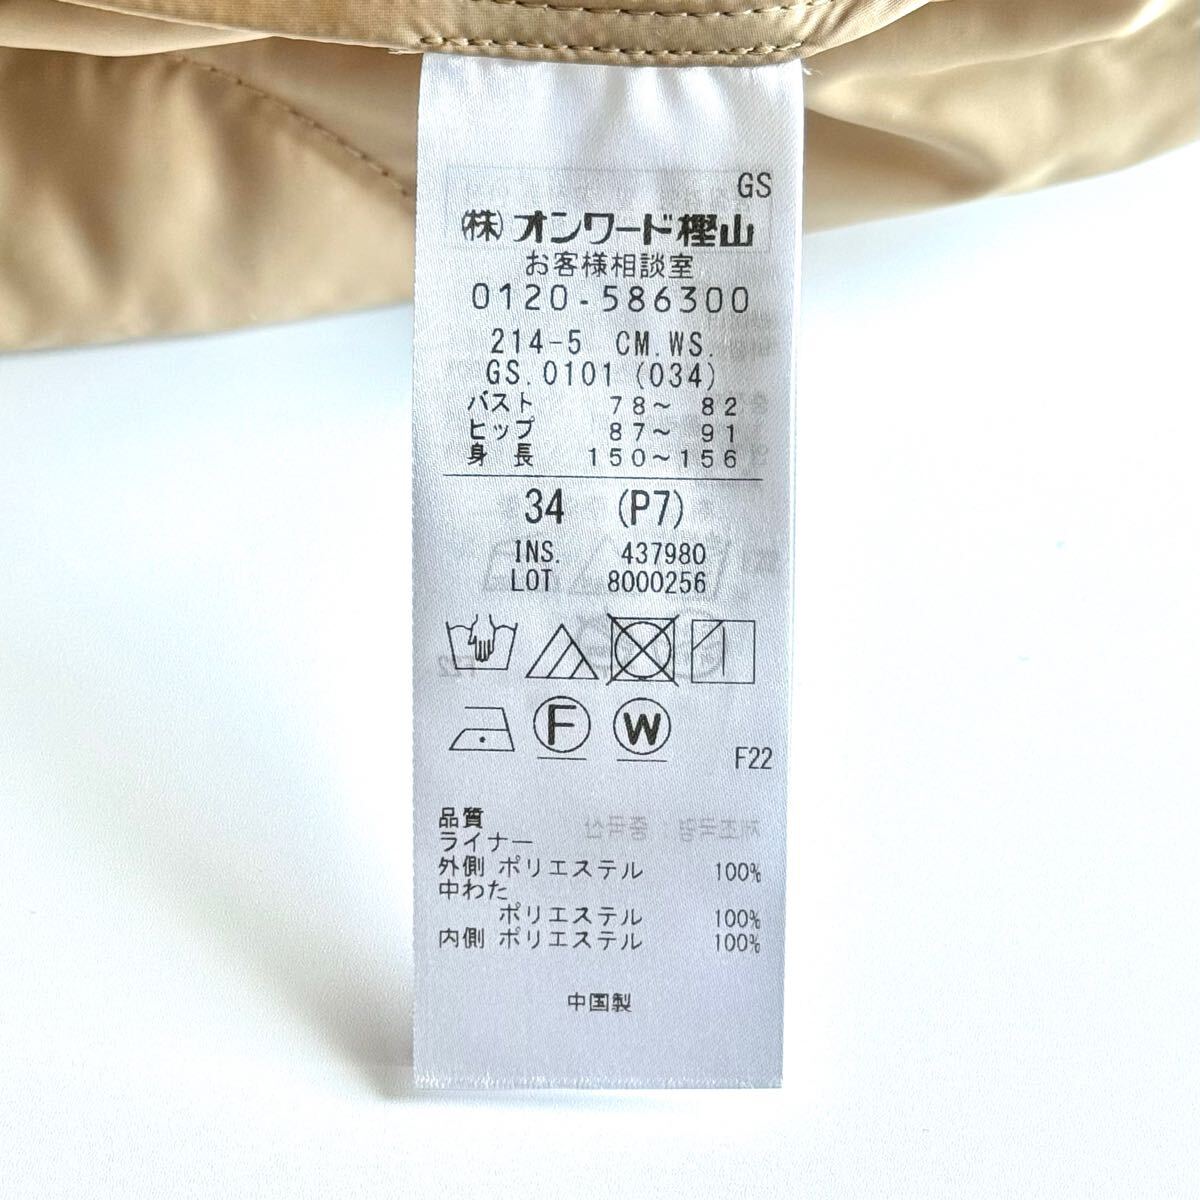 GS
(株)オンワード樫山
お客様相談室
0120-586300
214-5 CM.WS.
GS.0101 (034)
バスト 78〜 82
ヒップ 87〜 91
身長 150〜156
34 (P7)
INS. 437980
LOT 8000256
F
W
F22
品質
ライナー
外側 ポリエステル 100%
中わた
ポリエステル 100%
内側 ポリエステル 100%
中国製